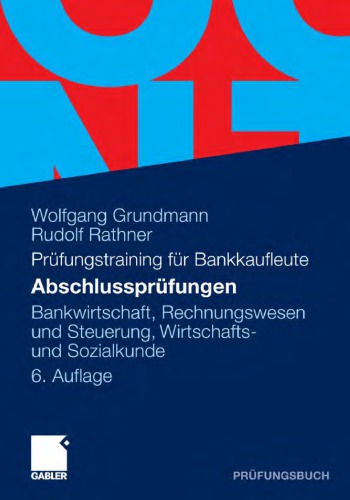 Wolfgang Grundmann
Rudolf Rathner
Prüfungstraining für Bankkaufleute
Abschlussprüfungen
Bankwirtschaft, Rechnungswesen
und Steuerung, Wirtschafts-
und Sozialkunde
6. Auflage
GABLER
PRÜFUNGSBUCH